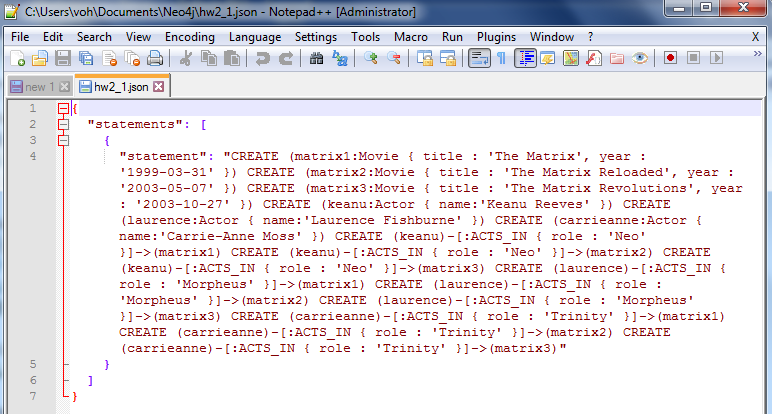 C:\Users\voh\Documents\Neo4j\hw2_1.json - Notepad++ [Administrator]
File Edit Search View Encoding Language Settings Tools Macro Run Plugins Window ? X
new 1 hw2_1.json
1 {
2 "statements": [
3 {
4 "statement": "CREATE (matrix1:Movie { title : 'The Matrix', year :
'1999-03-31' }) CREATE (matrix2:Movie { title : 'The Matrix Reloaded', year :
'2003-05-07' }) CREATE (matrix3:Movie { title : 'The Matrix Revolutions', year
: '2003-10-27' }) CREATE (keanu:Actor { name:'Keanu Reeves' }) CREATE
(laurence:Actor { name:'Laurence Fishburne' }) CREATE (carrieanne:Actor {
name:'Carrie-Anne Moss' }) CREATE (keanu)-[:ACTS_IN { role : 'Neo'
}]->(matrix1) CREATE (keanu)-[:ACTS_IN { role : 'Neo' }]->(matrix2) CREATE
(keanu)-[:ACTS_IN { role : 'Neo' }]->(matrix3) CREATE (laurence)-[:ACTS_IN {
role : 'Morpheus' }]->(matrix1) CREATE (laurence)-[:ACTS_IN { role :
'Morpheus' }]->(matrix2) CREATE (laurence)-[:ACTS_IN { role : 'Morpheus'
}]->(matrix3) CREATE (carrieanne)-[:ACTS_IN { role : 'Trinity' }]->(matrix1)
CREATE (carrieanne)-[:ACTS_IN { role : 'Trinity' }]->(matrix2) CREATE
(carrieanne)-[:ACTS_IN { role : 'Trinity' }]->(matrix3)"
5 }
6 ]
7 }